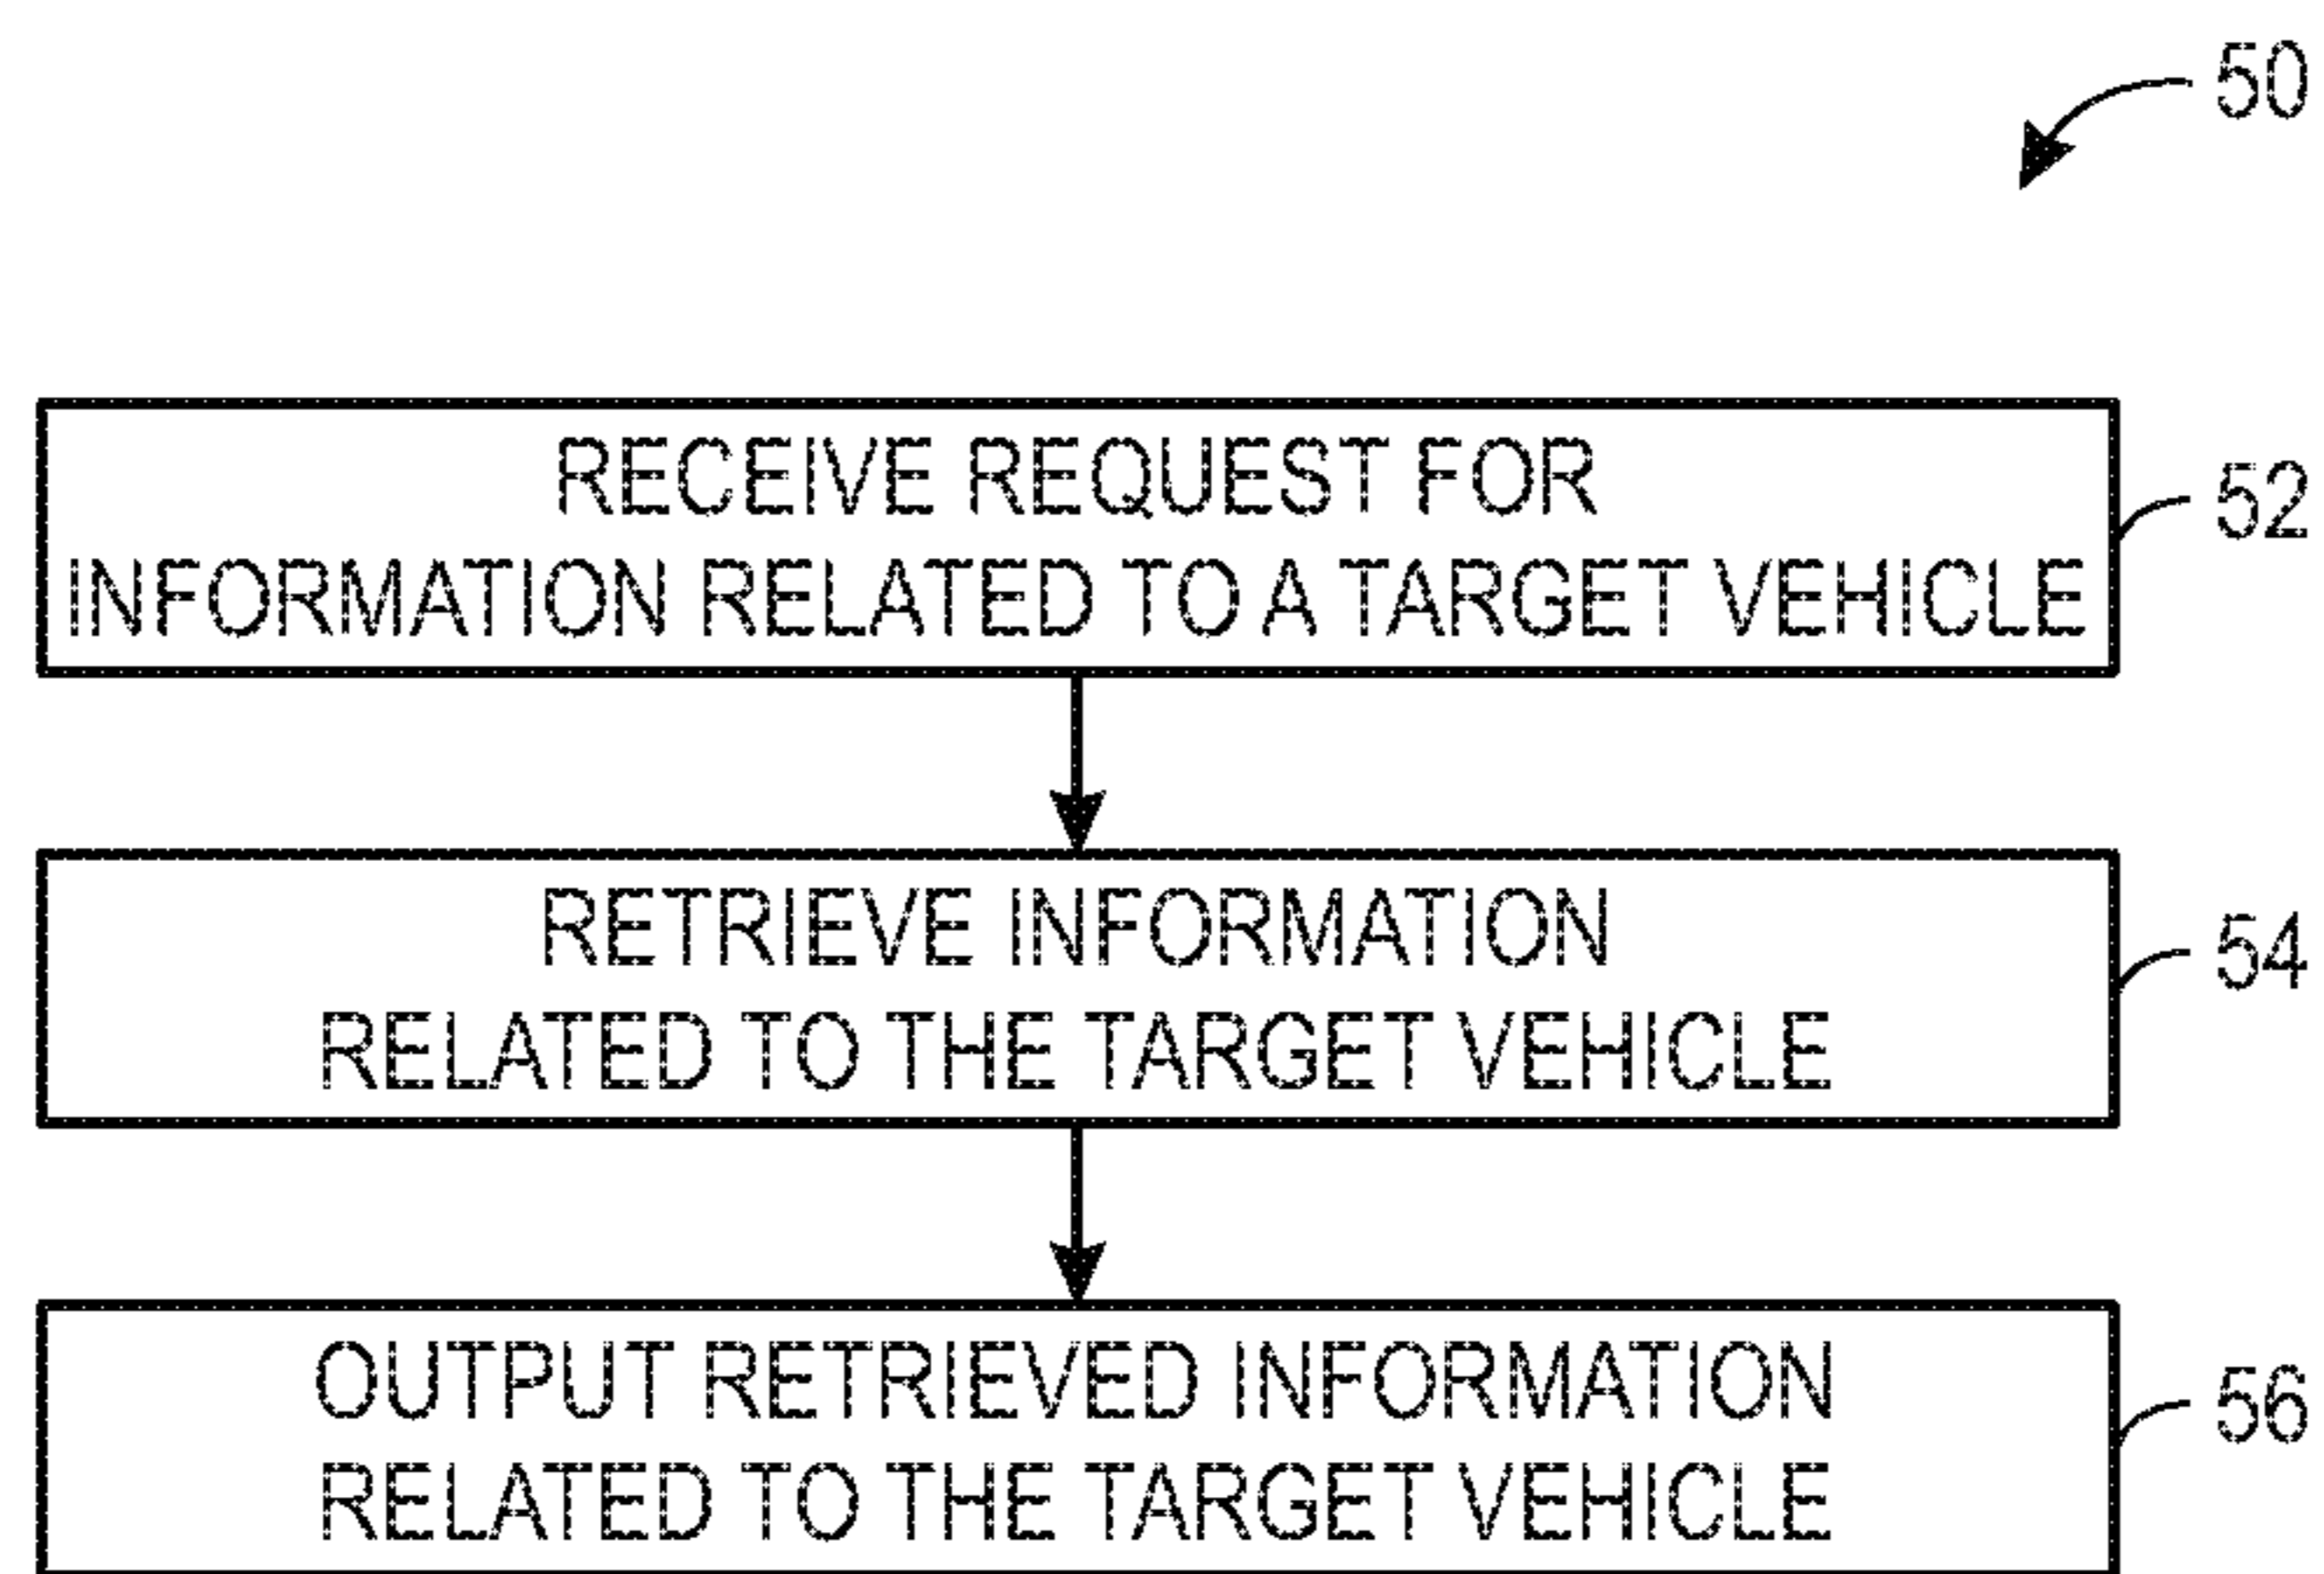 50
RECEIVE REQUEST FOR
INFORMATION RELATED TO A TARGET VEHICLE
52
RETRIEVE INFORMATION
RELATED TO THE TARGET VEHICLE
54
OUTPUT RETRIEVED INFORMATION
RELATED TO THE TARGET VEHICLE
56